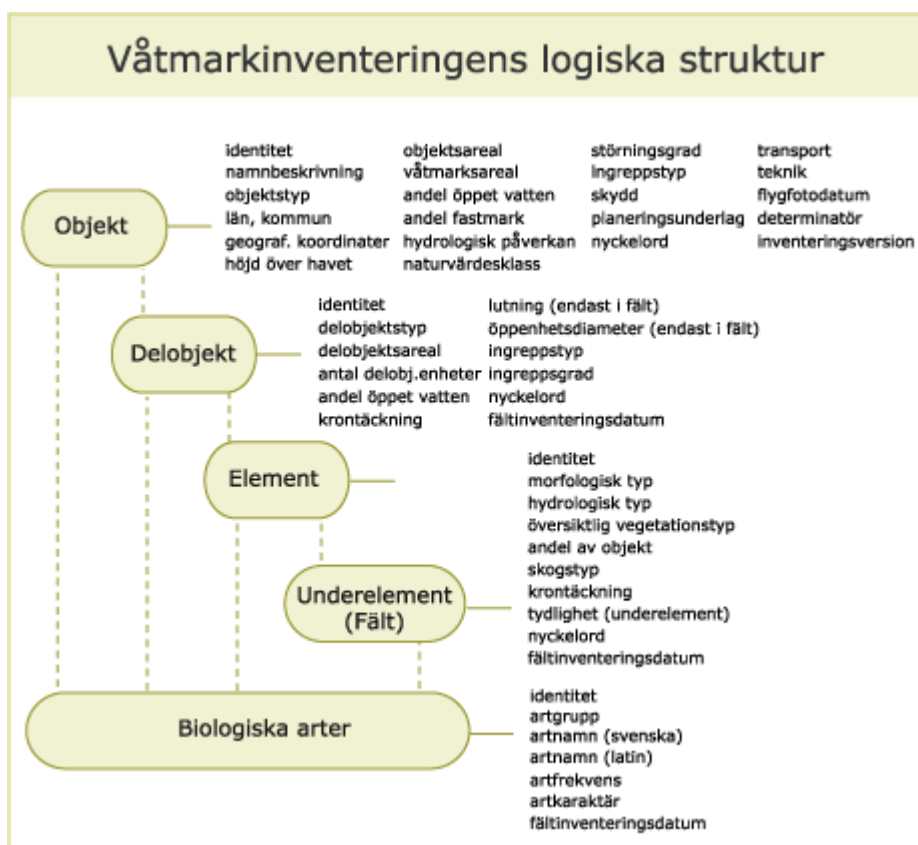 Våtmarkinventeringens logiska struktur
Objekt
identitet
namnbeskrivning
objektstyp
län, kommun
geograf. koordinater
höjd över havet
objektsareal
våtmarksareal
andel öppet vatten
andel fastmark
hydrologisk påverkan
naturvärdesklass
störningsgrad
ingreppstyp
skydd
planeringsunderlag
nyckelord
transport
teknik
flygfotodatum
determinatör
inventeringsversion
Delobjekt
identitet
delobjektstyp
delobjektsareal
antal delobj.enheter
andel öppet vatten
krontäckning
lutning (endast i fält)
öppenhetsdiameter (endast i fält)
ingreppstyp
ingreppsgrad
nyckelord
fältinventeringsdatum
Element
Underelement
(Fält)
identitet
morfologisk typ
hydrologisk typ
översiktlig vegetationstyp
andel av objekt
skogstyp
krontäckning
tydlighet (underelement)
nyckelord
fältinventeringsdatum
Biologiska arter
identitet
artgrupp
artnamn (svenska)
artnamn (latin)
artfrekvens
artkaraktär
fältinventeringsdatum